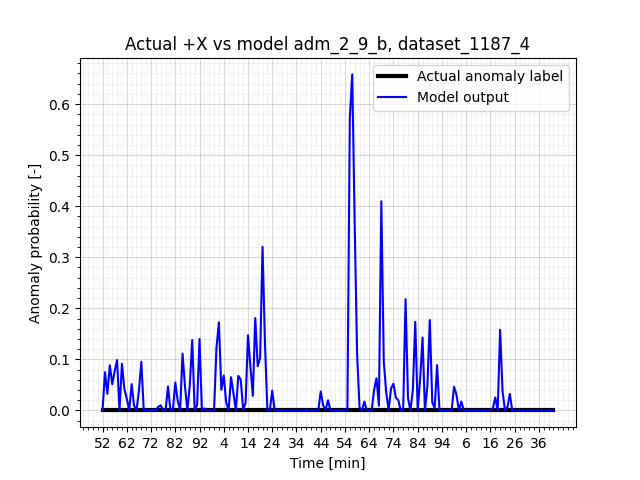 Actual +X vs model adm_2_9_b, dataset_1187_4
Actual anomaly label
Model output
Anomaly probability [-]
0.6
0.5
0.4
0.3
0.2
0.1
0.0
52 62 72 82 92 4 14 24 34 44 54 64 74 84 94 6 16 26 36
Time [min]